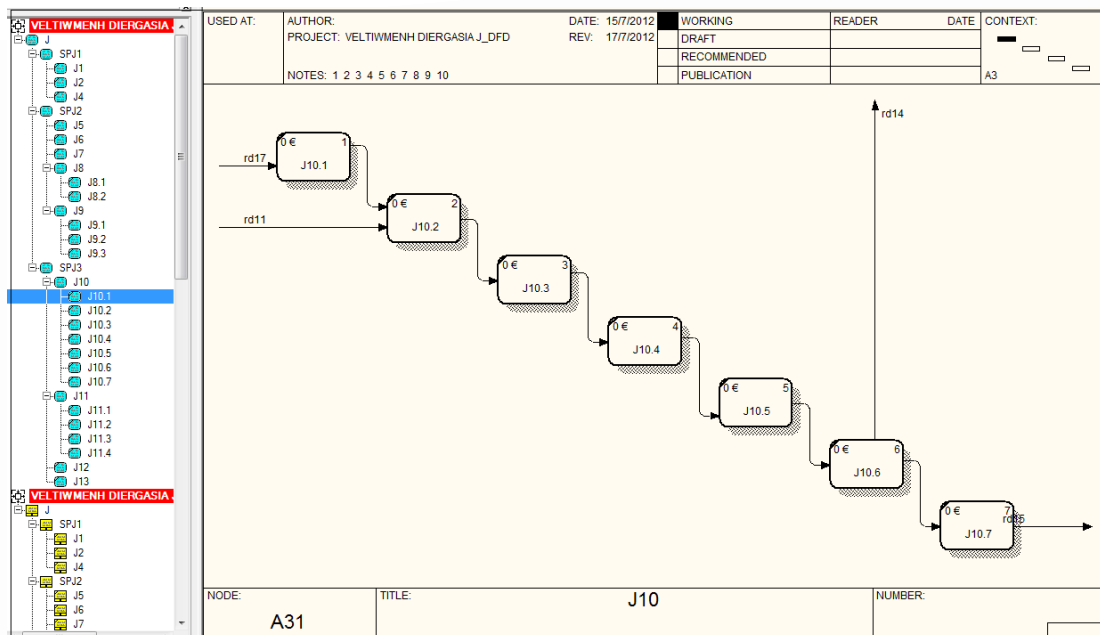 VELTIWMENH DIERGASIA
J
SPJ1
J1
J2
J4
SPJ2
J5
J6
J7
J8
J8.1
J8.2
J9
J9.1
J9.2
J9.3
SPJ3
J10
J10.1
J10.2
J10.3
J10.4
J10.5
J10.6
J10.7
J11
J11.1
J11.2
J11.3
J11.4
J12
J13
VELTIWMENH DIERGASIA
J
SPJ1
J1
J2
J4
SPJ2
J5
J6
J7
USED AT:
AUTHOR:
DATE: 15/7/2012
PROJECT: VELTIWMENH DIERGASIA J_DFD
REV: 17/7/2012
NOTES: 1 2 3 4 5 6 7 8 9 10
WORKING
DRAFT
RECOMMENDED
PUBLICATION
READER
DATE
CONTEXT:
A3
rd14
rd17
0 € 1
J10.1
rd11
0 € 2
J10.2
0 € 3
J10.3
0 € 4
J10.4
0 € 5
J10.5
0 € 6
J10.6
0 € 7
J10.7
rd15
NODE:
A31
TITLE:
J10
NUMBER: